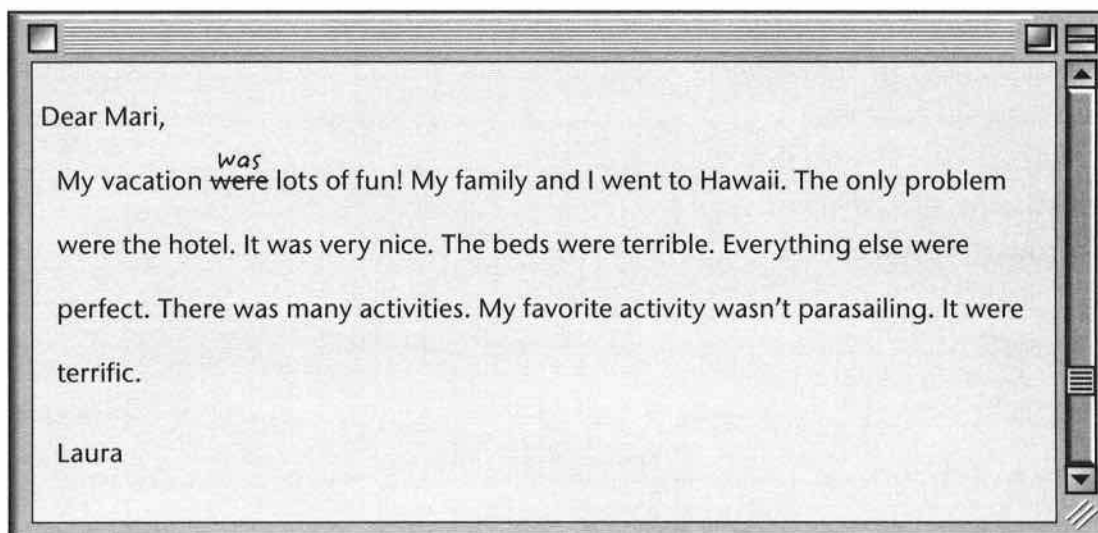 Dear Mari,
was
My vacation were lots of fun! My family and I went to Hawaii. The only problem
were the hotel. It was very nice. The beds were terrible. Everything else were
perfect. There was many activities. My favorite activity wasn't parasailing. It were
terrific.
Laura